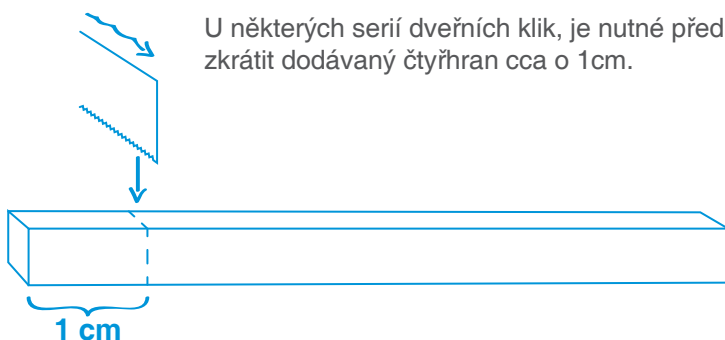 U některých serií dveřních klik, je nutné před
zkrátit dodávaný čtyřhran cca o 1cm.
1 cm